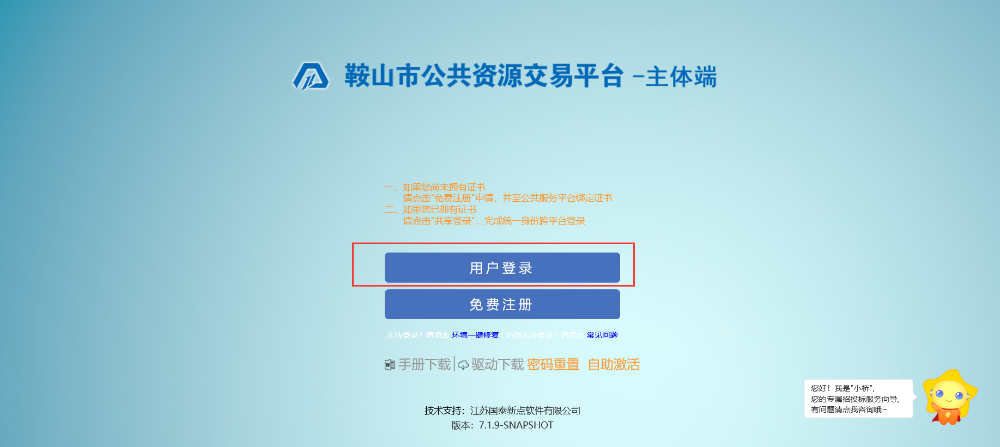 鞍山市公共资源交易平台 -主体端
一、如果您尚未拥有证书
请点击"免费注册"申请，并至公共服务平台绑定证书
二、如果您已拥有证书
请点击"共享登录"，完成统一身份跨平台登录
用户登录
免费注册
无法登录？请点击 环境一键修复 | 仍然无法登录？请点击 常见问题
手册下载 驱动下载 密码重置 自助激活
您好！我是"小桥"，
您的专属招投标服务向导，
有问题请点我咨询哦~
技术支持：江苏国泰新点软件有限公司
版本：7.1.9-SNAPSHOT